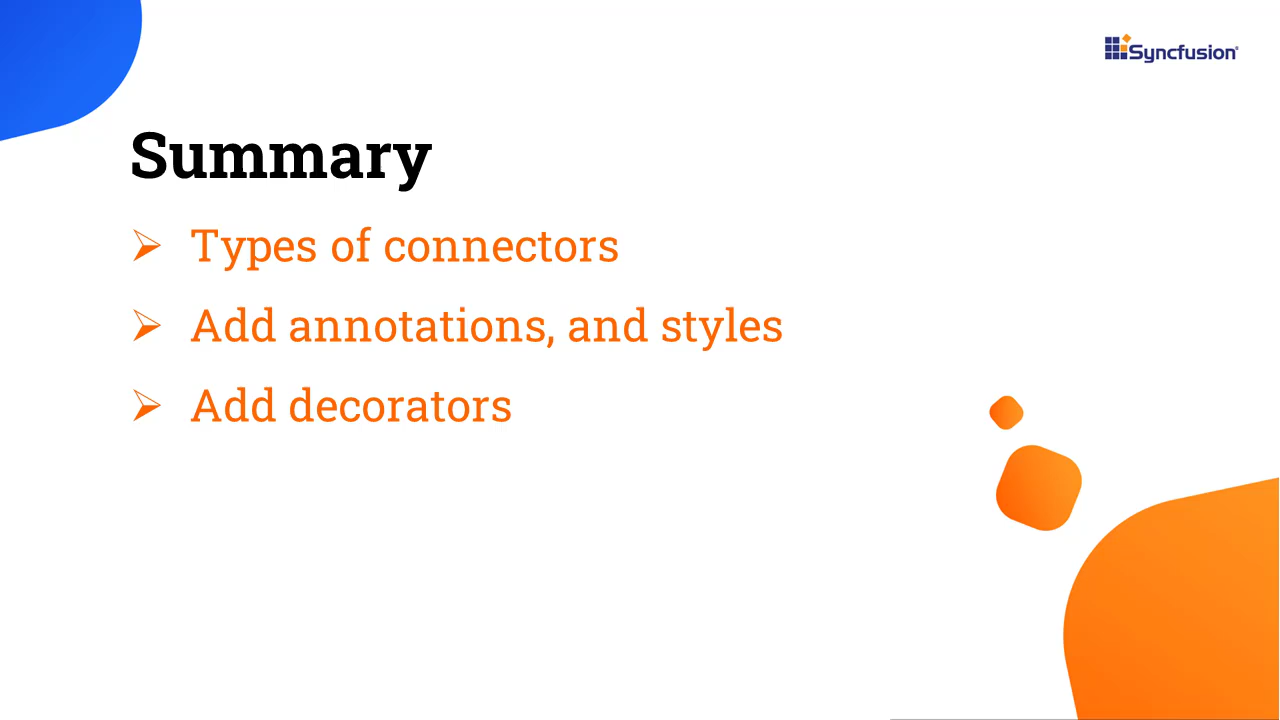 Syncfusion
Summary
Types of connectors
Add annotations, and styles
Add decorators